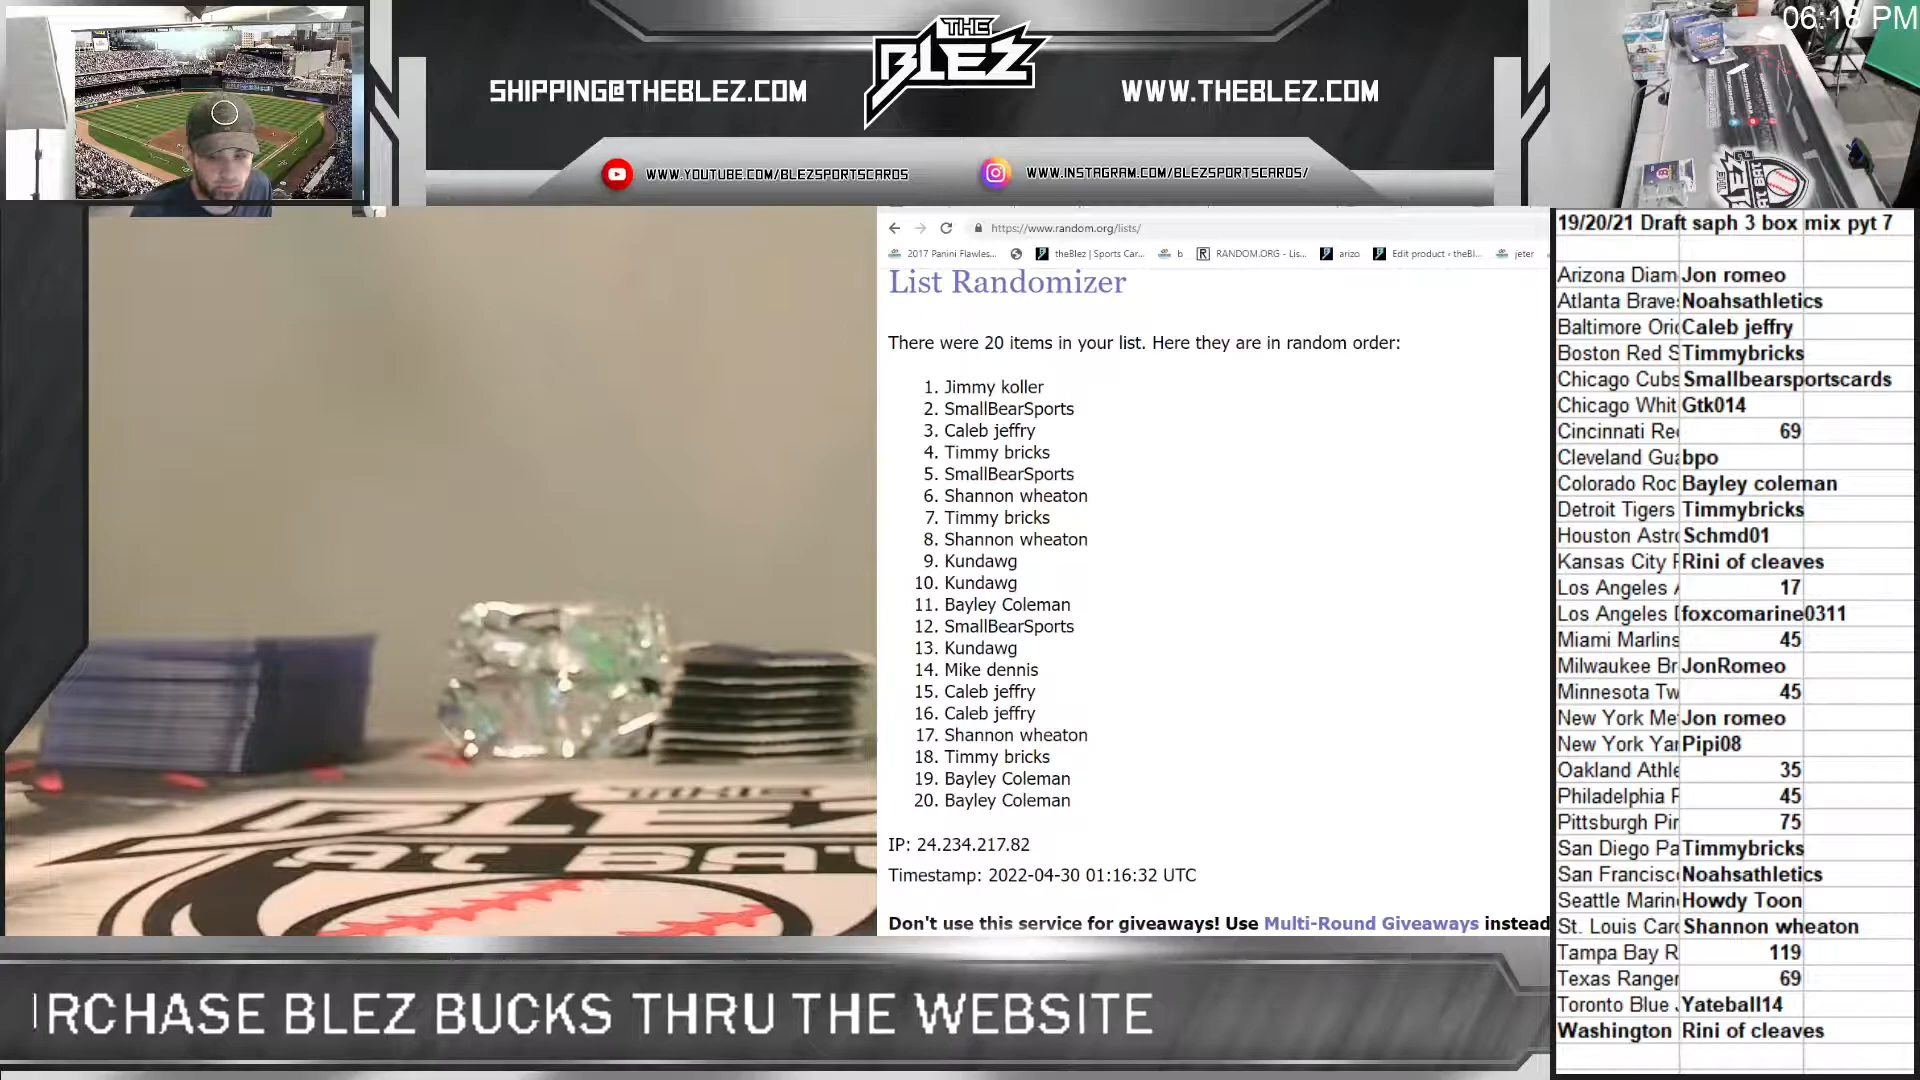 THE
BLEZ
SHIPPING@THEBLEZ.COM
WWW.THEBLEZ.COM
WWW.YOUTUBE.COM/BLEZSPORTSCARDS
WWW.INSTAGRAM.COM/BLEZSPORTSCARDS/
06:18 PM
https://www.random.org/lists/
2017 Panini Flawles...
theBlez | Sports Car...
b
RANDOM.ORG - Lis...
arizo
Edit product ‹ theBl...
jeter
List Randomizer
There were 20 items in your list. Here they are in random order:
1. Jimmy koller
2. SmallBearSports
3. Caleb jeffry
4. Timmy bricks
5. SmallBearSports
6. Shannon wheaton
7. Timmy bricks
8. Shannon wheaton
9. Kundawg
10. Kundawg
11. Bayley Coleman
12. SmallBearSports
13. Kundawg
14. Mike dennis
15. Caleb jeffry
16. Caleb jeffry
17. Shannon wheaton
18. Timmy bricks
19. Bayley Coleman
20. Bayley Coleman
IP: 24.234.217.82
Timestamp: 2022-04-30 01:16:32 UTC
Don't use this service for giveaways! Use Multi-Round Giveaways instead
19/20/21 Draft saph 3 box mix pyt 7
Arizona Diam Jon romeo
Atlanta Brave Noahsathletics
Baltimore Ori Caleb jeffry
Boston Red S Timmybricks
Chicago Cubs Smallbearsportscards
Chicago Whit Gtk014
Cincinnati Re 69
Cleveland Gua bpo
Colorado Roc Bayley coleman
Detroit Tigers Timmybricks
Houston Astr Schmd01
Kansas City Rini of cleaves
Los Angeles 17
Los Angeles foxcomarine0311
Miami Marlins 45
Milwaukee Br JonRomeo
Minnesota Tw 45
New York Me Jon romeo
New York Ya Pipi08
Oakland Athle 35
Philadelphia 45
Pittsburgh Pi 75
San Diego Pa Timmybricks
San Francisc Noahsathletics
Seattle Marin Howdy Toon
St. Louis Car Shannon wheaton
Tampa Bay R 119
Texas Ranger 69
Toronto Blue Yateball14
Washington Rini of cleaves
BLEZ
AT BAT
RCHASE BLEZ BUCKS THRU THE WEBSITE